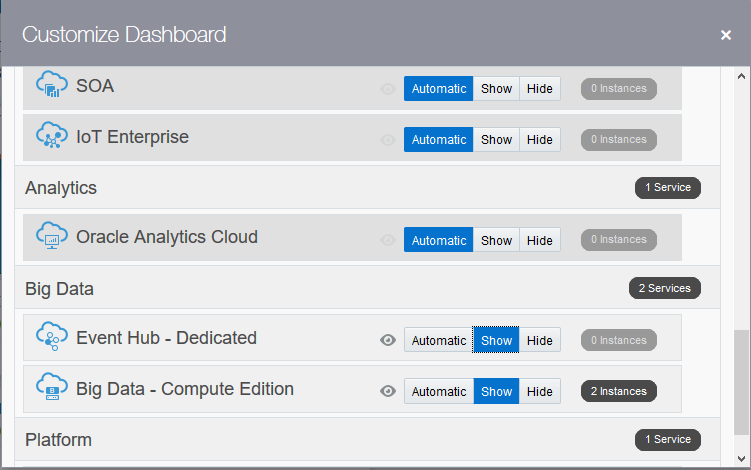 Customize Dashboard ×
SOA Automatic Show Hide 0 Instances
IoT Enterprise Automatic Show Hide 0 Instances
Analytics 1 Service
Oracle Analytics Cloud Automatic Show Hide 0 Instances
Big Data 2 Services
Event Hub - Dedicated Automatic Show Hide 0 Instances
Big Data - Compute Edition Automatic Show Hide 2 Instances
Platform 1 Service